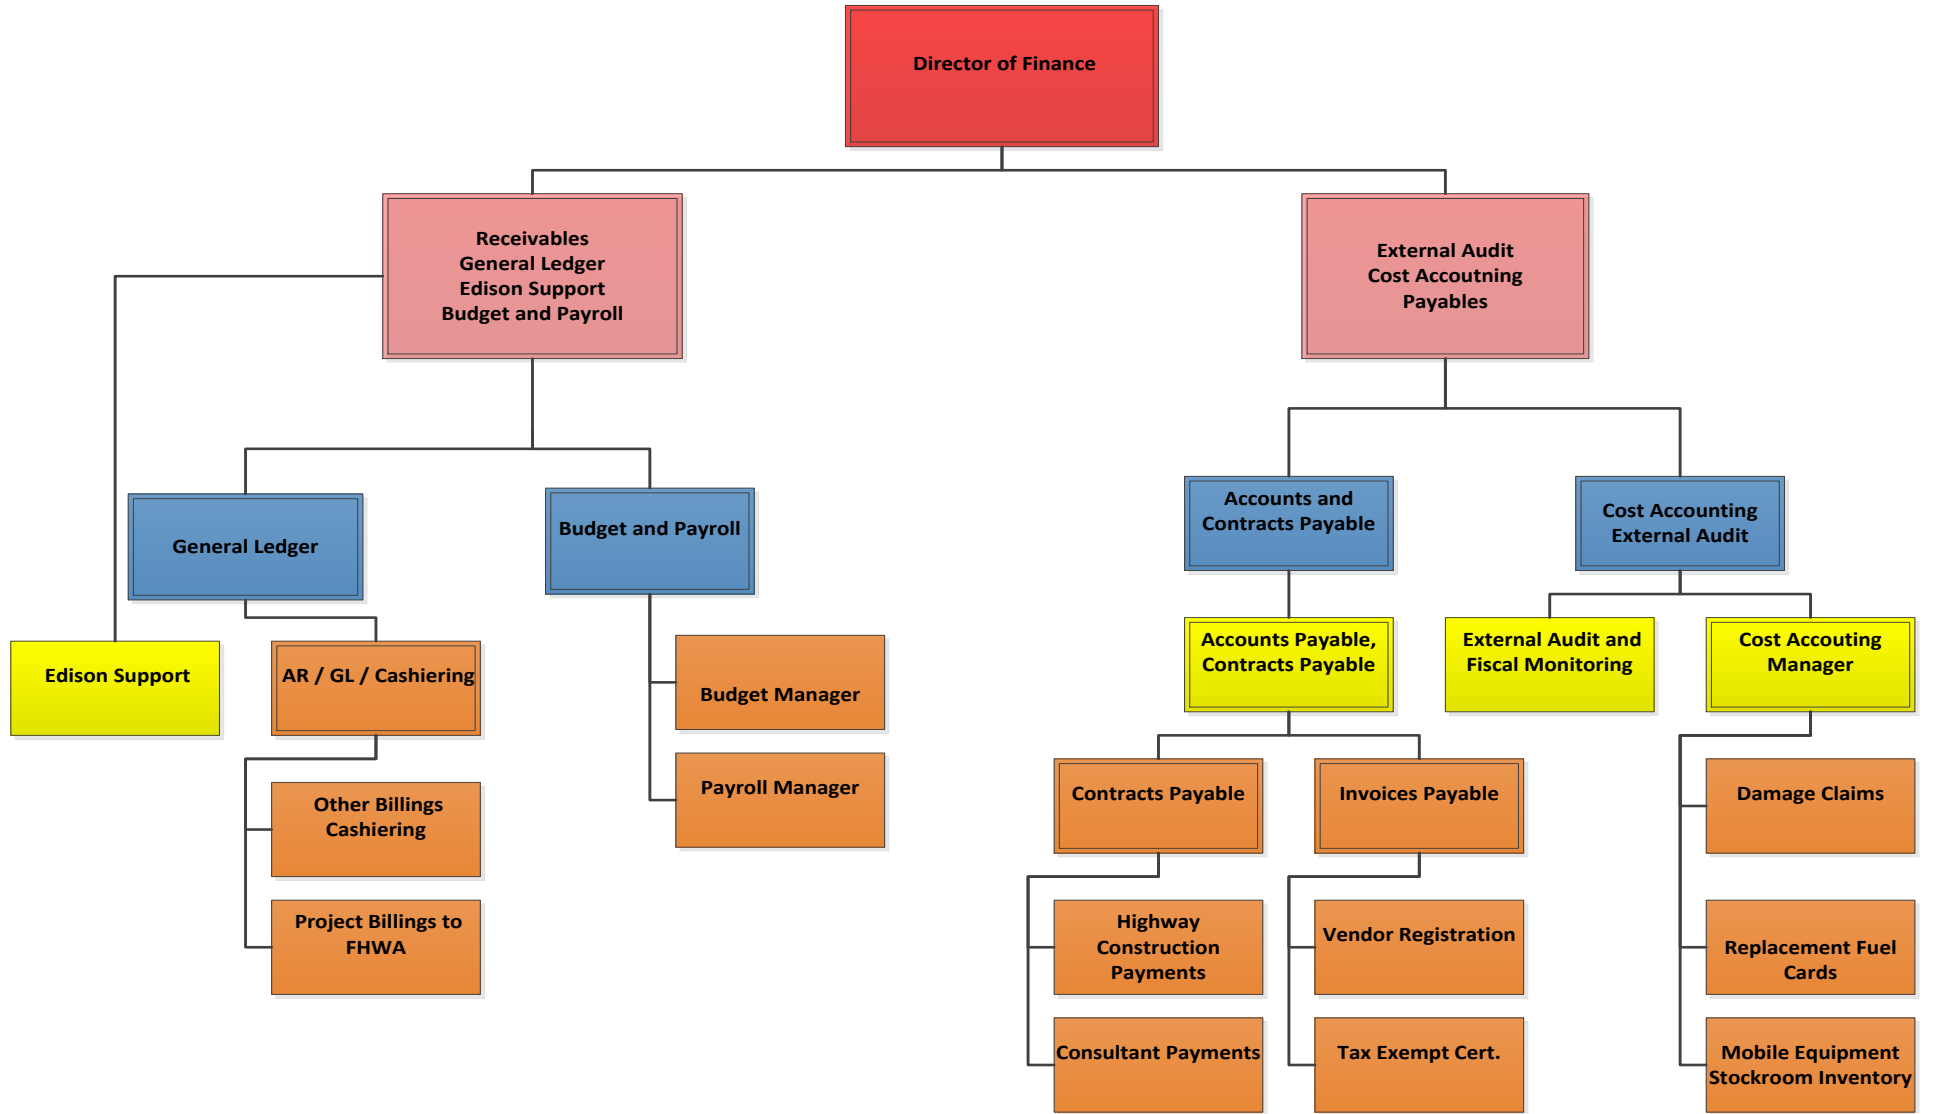 Director of Finance
Receivables
General Ledger
Edison Support
Budget and Payroll
External Audit
Cost Accoutning
Payables
General Ledger
Budget and Payroll
Accounts and
Contracts Payable
Cost Accounting
External Audit
Edison Support
AR / GL / Cashiering
Budget Manager
Payroll Manager
Other Billings
Cashiering
Project Billings to
FHWA
Accounts Payable,
Contracts Payable
External Audit and
Fiscal Monitoring
Cost Accouting
Manager
Contracts Payable
Invoices Payable
Damage Claims
Highway
Construction
Payments
Vendor Registration
Replacement Fuel
Cards
Consultant Payments
Tax Exempt Cert.
Mobile Equipment
Stockroom Inventory